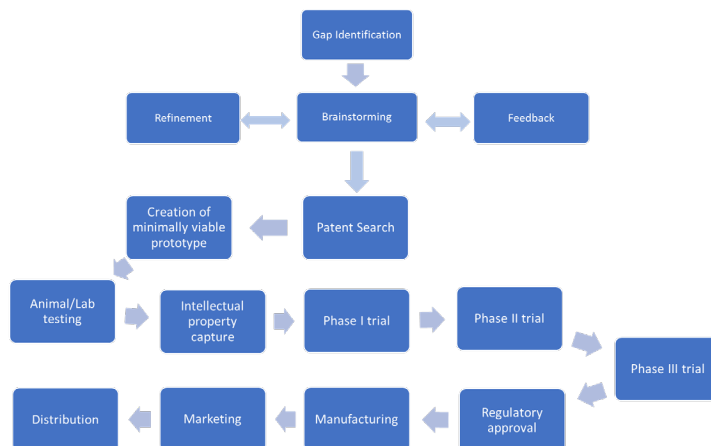 Gap Identification
Refinement
Brainstorming
Feedback
Creation of
minimally viable
prototype
Patent Search
Animal/Lab
testing
Intellectual
property
capture
Phase I trial
Phase II trial
Phase III trial
Distribution
Marketing
Manufacturing
Regulatory
approval